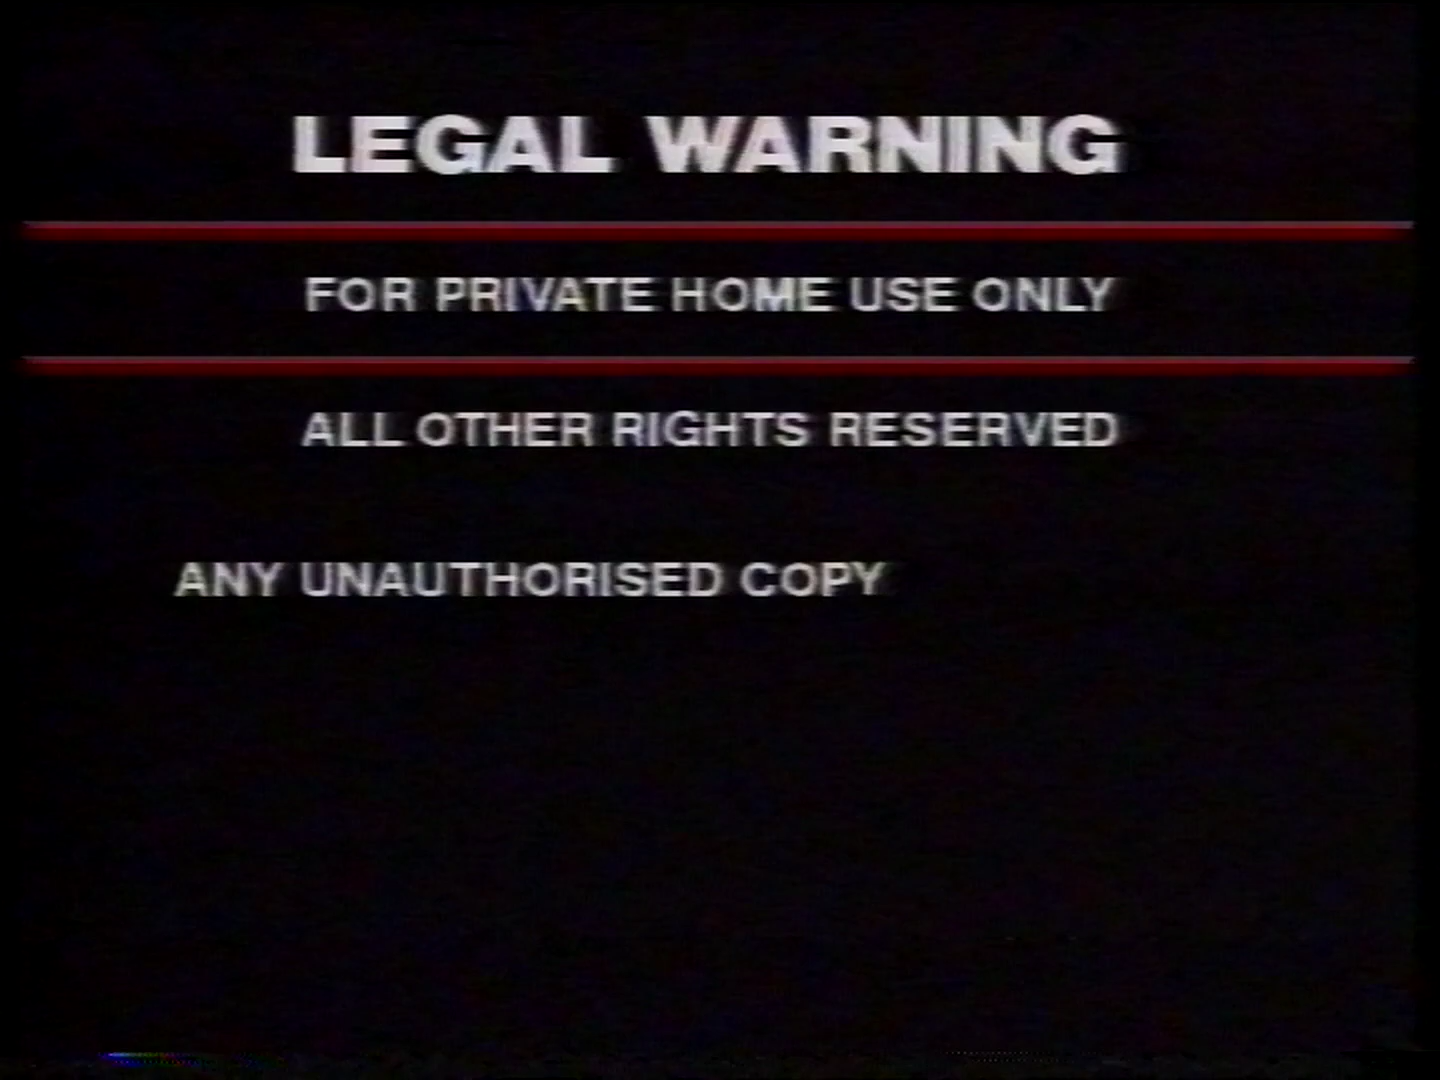 LEGAL WARNING
FOR PRIVATE HOME USE ONLY
ALL OTHER RIGHTS RESERVED
ANY UNAUTHORISED COPY